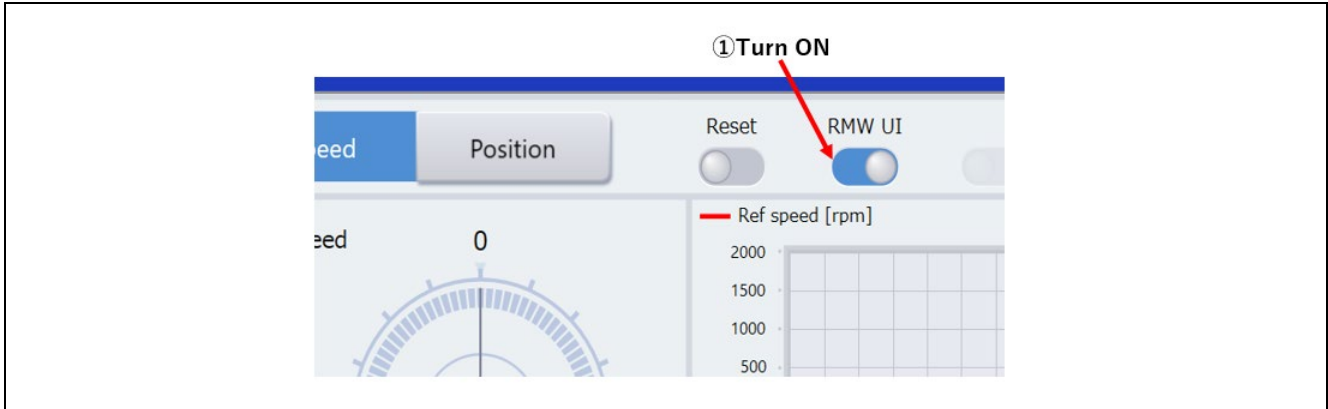 ①Turn ON
Reset RMW UI
eed Position
Ref speed [rpm]
eed 0
2000
1500
1000
500